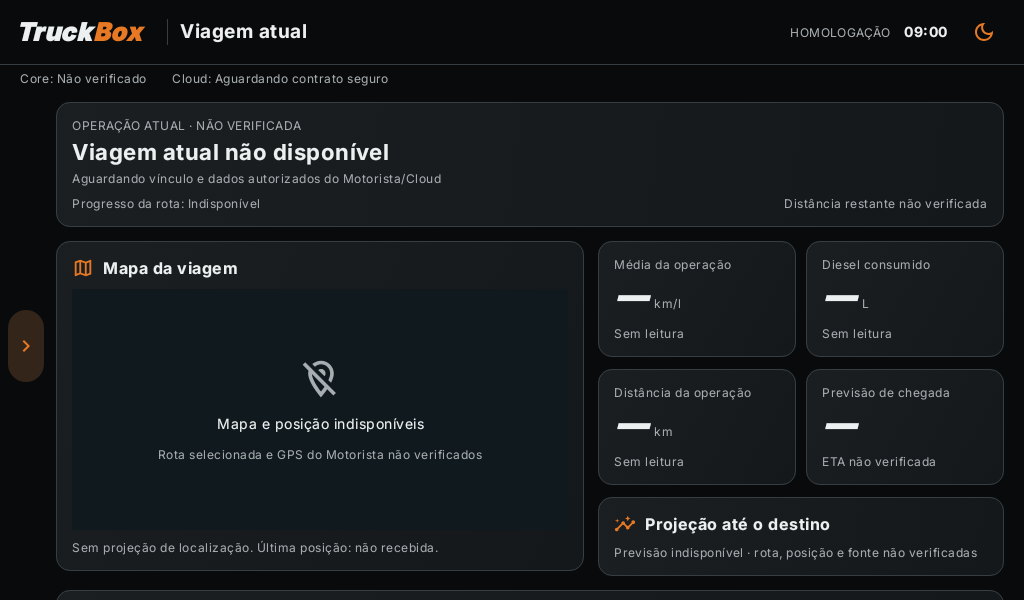 TruckBox
Viagem atual
HOMOLOGAÇÃO 09:00
Core: Não verificado
Cloud: Aguardando contrato seguro
OPERAÇÃO ATUAL · NÃO VERIFICADA
Viagem atual não disponível
Aguardando vínculo e dados autorizados do Motorista/Cloud
Progresso da rota: Indisponível
Distância restante não verificada
Mapa da viagem
Mapa e posição indisponíveis
Rota selecionada e GPS do Motorista não verificados
Sem projeção de localização. Última posição: não recebida.
Média da operação
— km/l
Sem leitura
Diesel consumido
— L
Sem leitura
Distância da operação
— km
Sem leitura
Previsão de chegada
—
ETA não verificada
Projeção até o destino
Previsão indisponível · rota, posição e fonte não verificadas